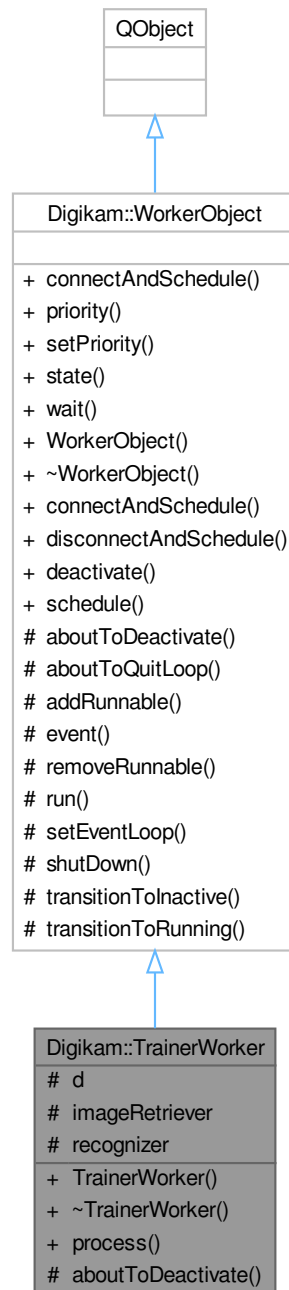 QObject
Digikam::WorkerObject
+ connectAndSchedule()
+ priority()
+ setPriority()
+ state()
+ wait()
+ WorkerObject()
+ ~WorkerObject()
+ connectAndSchedule()
+ disconnectAndSchedule()
+ deactivate()
+ schedule()
# aboutToDeactivate()
# aboutToQuitLoop()
# addRunnable()
# event()
# removeRunnable()
# run()
# setEventLoop()
# shutDown()
# transitionToInactive()
# transitionToRunning()
Digikam::TrainerWorker
# d
# imageRetriever
# recognizer
+ TrainerWorker()
+ ~TrainerWorker()
+ process()
# aboutToDeactivate()